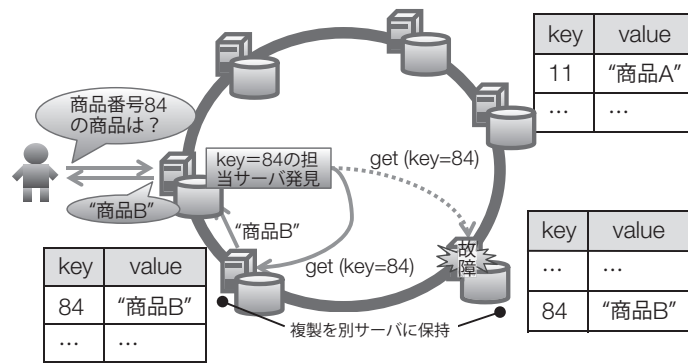 key value
11 “商品A”
… …
商品番号84
の商品は？
key＝84の担
当サーバ発見
get (key=84)
“商品B”
“商品B”
get (key=84)
故
障
key value
84 “商品B”
… …
key value
… …
84 “商品B”
複製を別サーバに保持